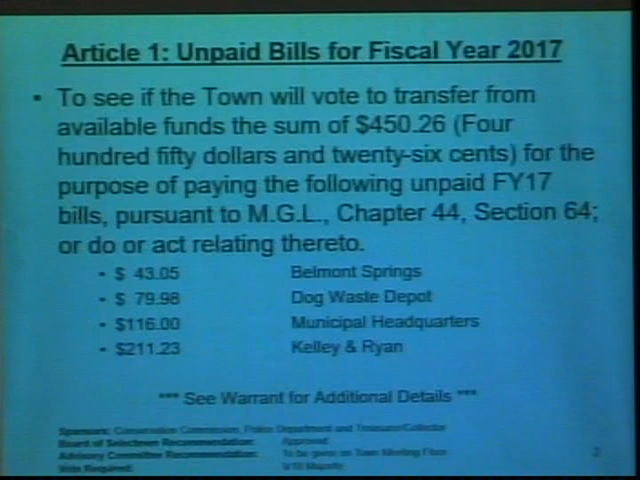 Article 1: Unpaid Bills for Fiscal Year 2017
• To see if the Town will vote to transfer from
available funds the sum of $450.26 (Four
hundred fifty dollars and twenty-six cents) for the
purpose of paying the following unpaid FY17
bills, pursuant to M.G.L., Chapter 44, Section 64;
or do or act relating thereto.
• $ 43.05 Belmont Springs
• $ 79.98 Dog Waste Depot
• $116.00 Municipal Headquarters
• $211.23 Kelley & Ryan
*** See Warrant for Additional Details ***
Sponsors: Conservation Commission, Police Department and Treasurer/Collector
Board of Selectmen Recommendation: Approved
Advisory Committee Recommendation: To be given on Town Meeting Floor
Vote Required: 9/10 Majority
2